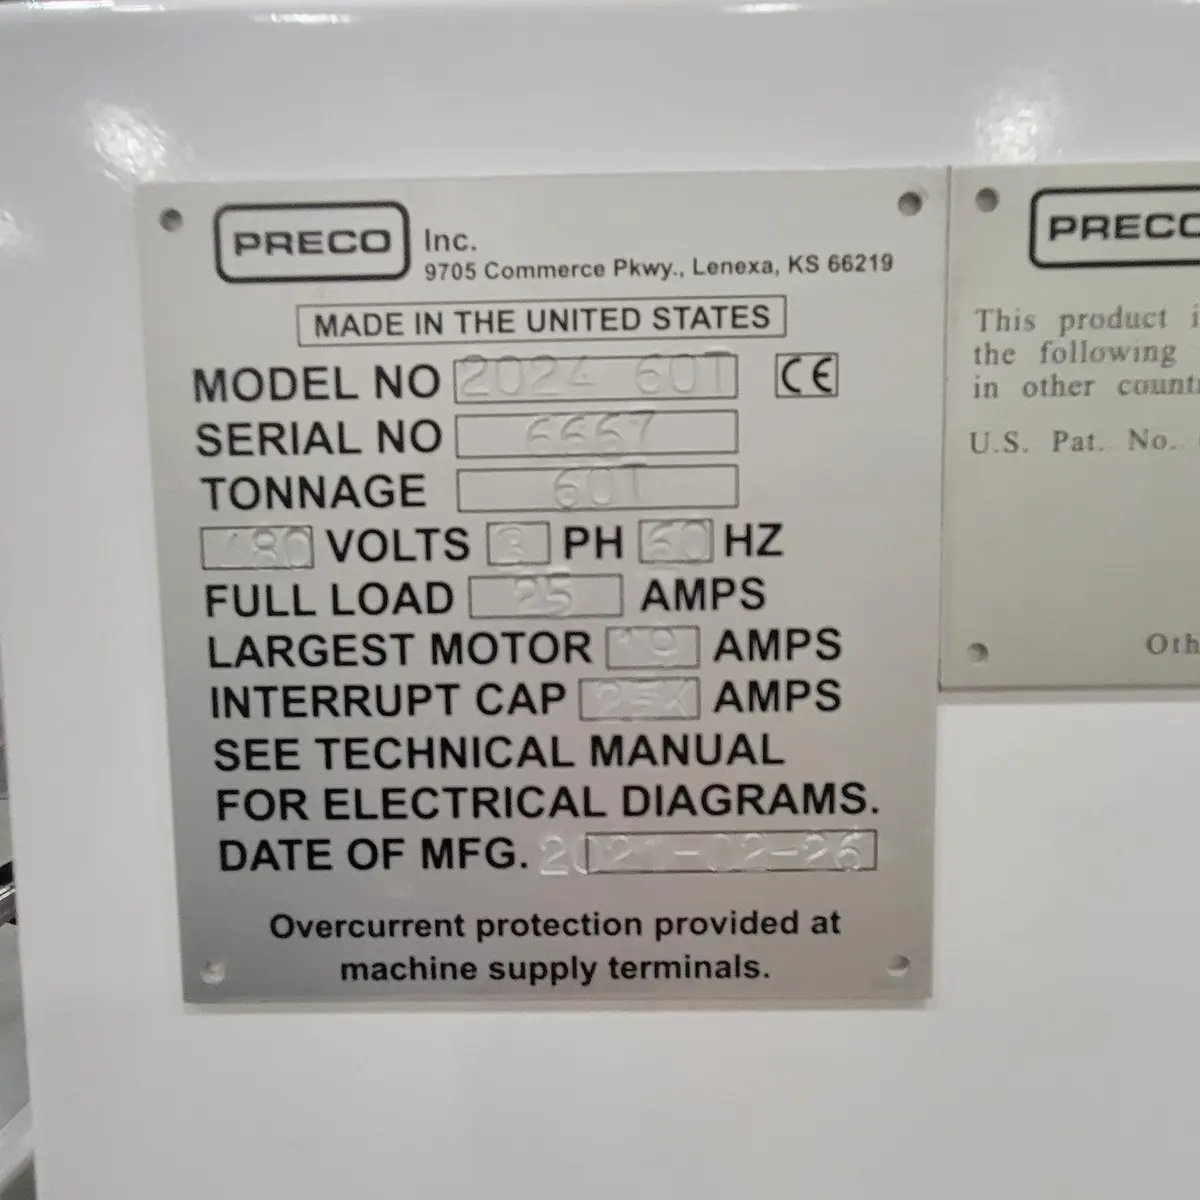 PRECO Inc.
9705 Commerce Pkwy., Lenexa, KS 66219
MADE IN THE UNITED STATES
MODEL NO 2024 60T CE
SERIAL NO 6667
TONNAGE 60T
480 VOLTS 3 PH 60 HZ
FULL LOAD 25 AMPS
LARGEST MOTOR 19 AMPS
INTERRUPT CAP AMPS
SEE TECHNICAL MANUAL
FOR ELECTRICAL DIAGRAMS.
DATE OF MFG. 2021-02-26
Overcurrent protection provided at
machine supply terminals.
PRECO
This product
the following
in other
U.S. Pat. No.